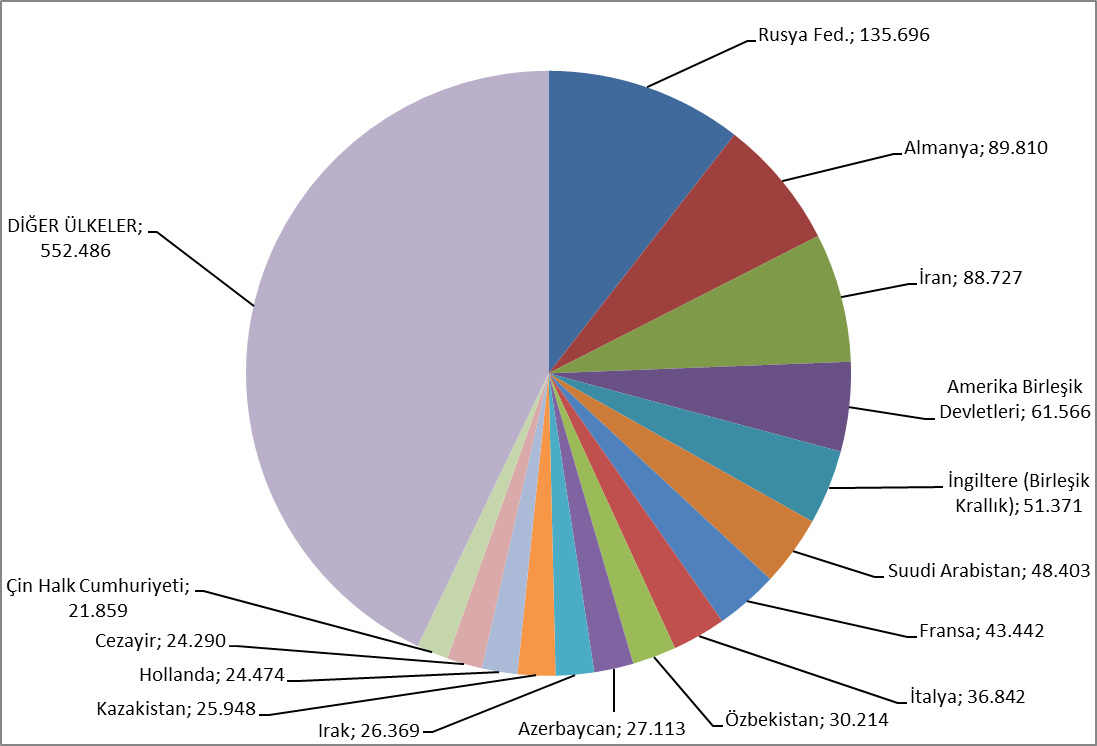 Rusya Fed.; 135.696
Almanya; 89.810
İran; 88.727
Amerika Birleşik
Devletleri; 61.566
İngiltere (Birleşik
Krallık); 51.371
Suudi Arabistan; 48.403
Fransa; 43.442
İtalya; 36.842
Özbekistan; 30.214
Azerbaycan; 27.113
Irak; 26.369
Kazakistan; 25.948
Hollanda; 24.474
Cezayir; 24.290
Çin Halk Cumhuriyeti;
21.859
DİĞER ÜLKELER;
552.486